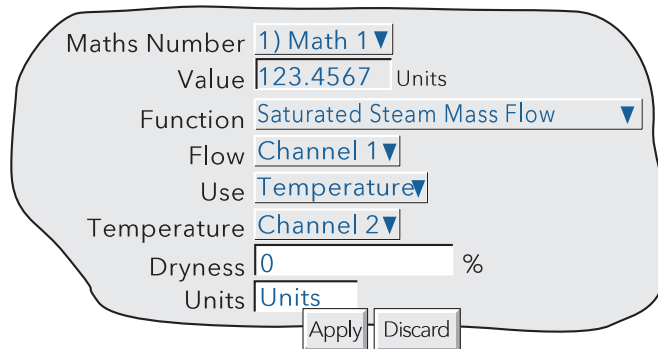 Maths Number 1) Math 1▼
Value 123.4567 Units
Function Saturated Steam Mass Flow ▼
Flow Channel 1▼
Use Temperature▼
Temperature Channel 2▼
Dryness 0 %
Units Units
Apply Discard